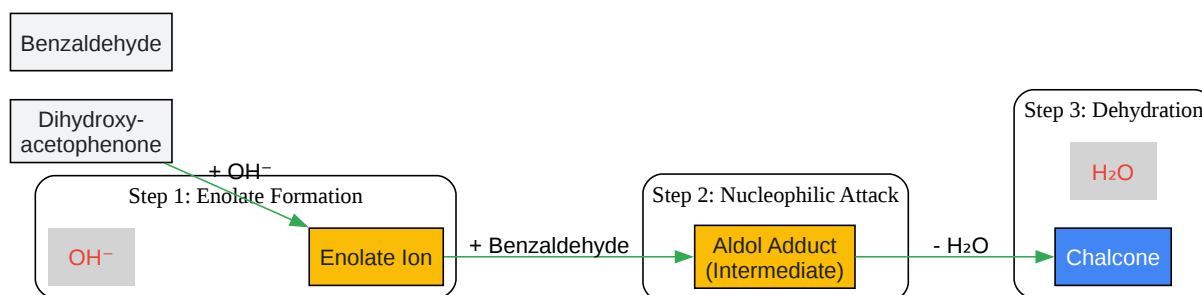 Benzaldehyde
Dihydroxy-
acetophenone
+ OH⁻
Step 1: Enolate Formation
OH⁻
Enolate Ion
+ Benzaldehyde
Step 2: Nucleophilic Attack
Aldol Adduct
(Intermediate)
- H₂O
Step 3: Dehydration
H₂O
Chalcone